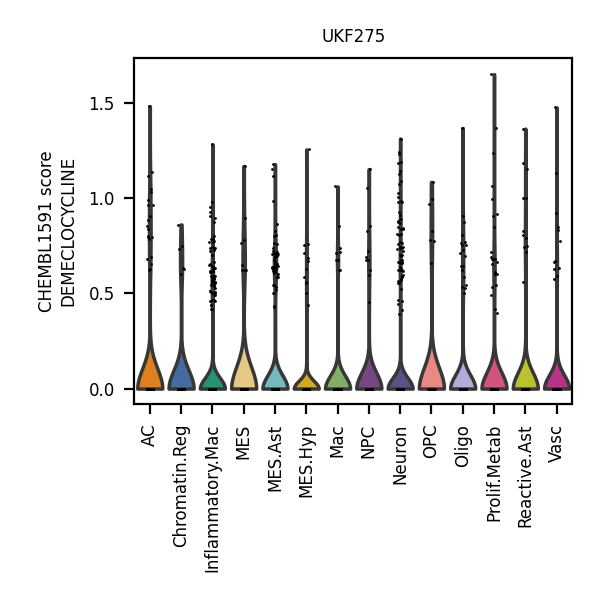 UKF275
CHEMBL1591 score
DEMECLOCYCLINE
1.5
1.0
0.5
0.0
AC
Chromatin.Reg
Inflammatory.Mac
MES
MES.Ast
MES.Hyp
Mac
NPC
Neuron
OPC
Oligo
Prolif.Metab
Reactive.Ast
Vasc